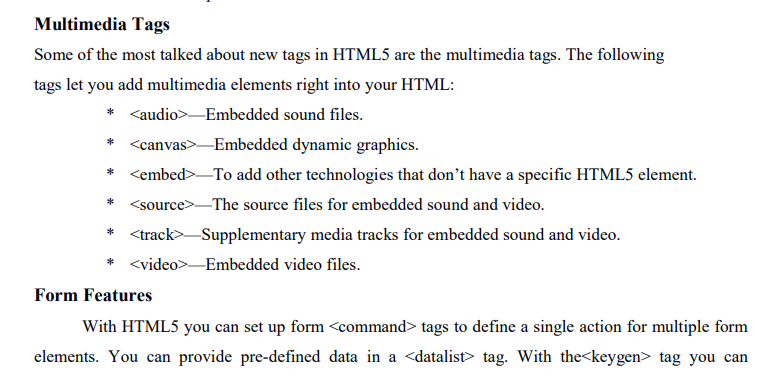 Multimedia Tags
Some of the most talked about new tags in HTML5 are the multimedia tags. The following
tags let you add multimedia elements right into your HTML:
* <audio>—Embedded sound files.
* <canvas>—Embedded dynamic graphics.
* <embed>—To add other technologies that don’t have a specific HTML5 element.
* <source>—The source files for embedded sound and video.
* <track>—Supplementary media tracks for embedded sound and video.
* <video>—Embedded video files.
Form Features
With HTML5 you can set up form <command> tags to define a single action for multiple form
elements. You can provide pre-defined data in a <datalist> tag. With the<keygen> tag you can